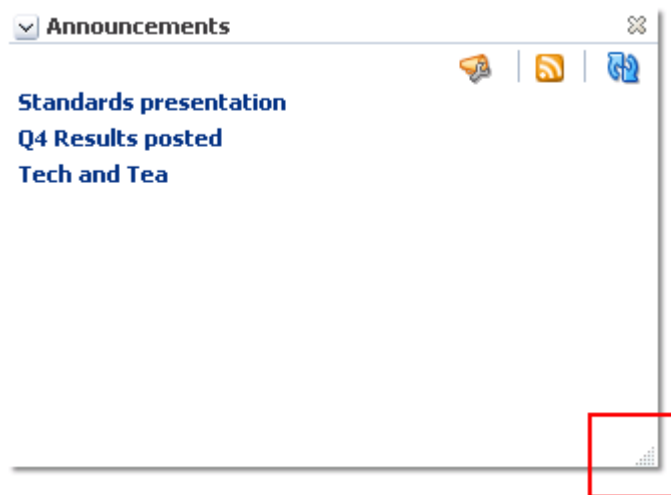 Announcements
Standards presentation
Q4 Results posted
Tech and Tea